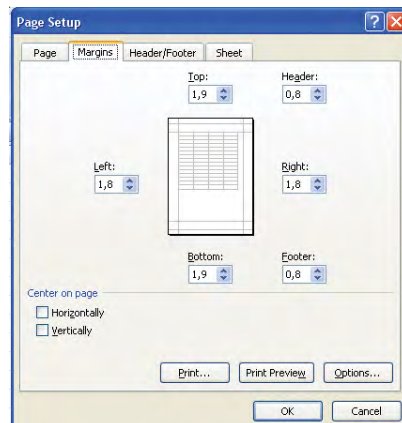 Page Setup
Page Margins Header/Footer Sheet
Top: Header:
1,9 0,8
Left: Right:
1,8 1,8
Bottom: Footer:
1,9 0,8
Center on page
Horizontally
Vertically
Print... Print Preview Options...
OK Cancel